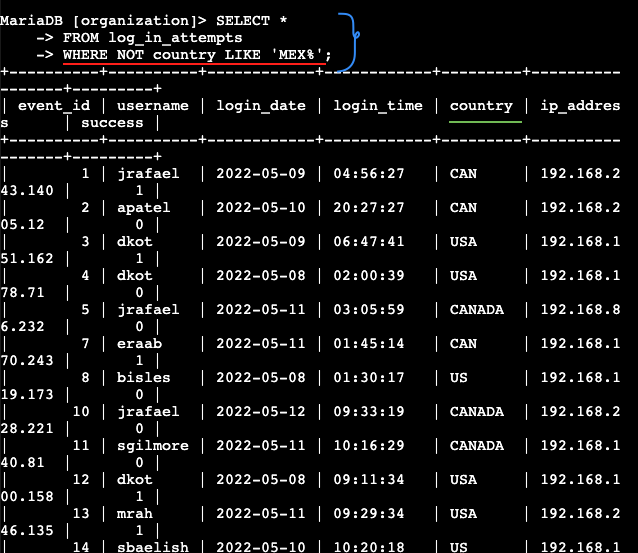 MariaDB [organization]> SELECT *
    -> FROM log_in_attempts
    -> WHERE NOT country LIKE 'MEX%';
+----------+----------+------------+------------+---------+----------
-------+---------+
| event_id | username | login_date | login_time | country | ip_addres
s       | success |
+----------+----------+------------+------------+---------+----------
-------+---------+
|        1 | jrafael  | 2022-05-09 | 04:56:27   | CAN     | 192.168.2
43.140 |       1 |
|        2 | apatel   | 2022-05-10 | 20:27:27   | CAN     | 192.168.2
05.12  |       0 |
|        3 | dkot     | 2022-05-09 | 06:47:41   | USA     | 192.168.1
51.162 |       1 |
|        4 | dkot     | 2022-05-08 | 02:00:39   | USA     | 192.168.1
78.71  |       0 |
|        5 | jrafael  | 2022-05-11 | 03:05:59   | CANADA  | 192.168.8
6.232  |       0 |
|        7 | eraab    | 2022-05-11 | 01:45:14   | CAN     | 192.168.1
70.243 |       1 |
|        8 | bisles   | 2022-05-08 | 01:30:17   | US      | 192.168.1
19.173 |       0 |
|       10 | jrafael  | 2022-05-12 | 09:33:19   | CANADA  | 192.168.2
28.221 |       0 |
|       11 | sgilmore | 2022-05-11 | 10:16:29   | CANADA  | 192.168.1
40.81  |       0 |
|       12 | dkot     | 2022-05-08 | 09:11:34   | USA     | 192.168.1
00.158 |       1 |
|       13 | mrah     | 2022-05-11 | 09:29:34   | USA     | 192.168.2
46.135 |       1 |
|       14 | sbaelish | 2022-05-10 | 10:20:18   | US      | 192.168.1